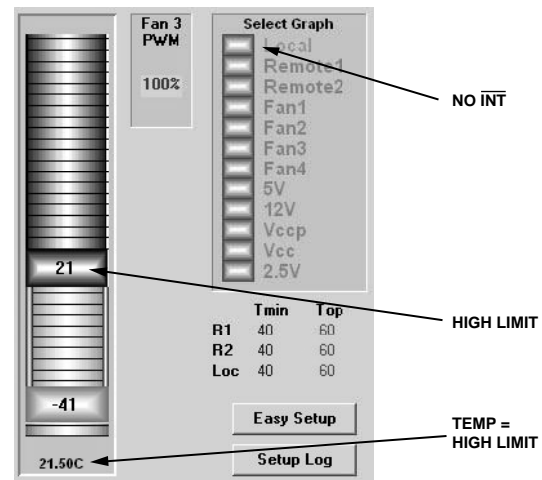 Fan 3
PWM
100%
Select Graph
Local
Remote1
Remote2
Fan1
Fan2
Fan3
Fan4
5V
12V
Vccp
Vcc
2.5V
NO INT
21
HIGH LIMIT
Tmin Top
R1 40 60
R2 40 60
Loc 40 60
-41
Easy Setup
TEMP =
HIGH LIMIT
21.50C
Setup Log